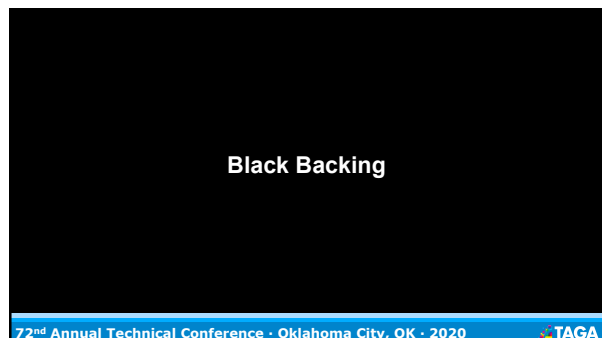 Black Backing
72nd Annual Technical Conference · Oklahoma City, OK · 2020
TAGA